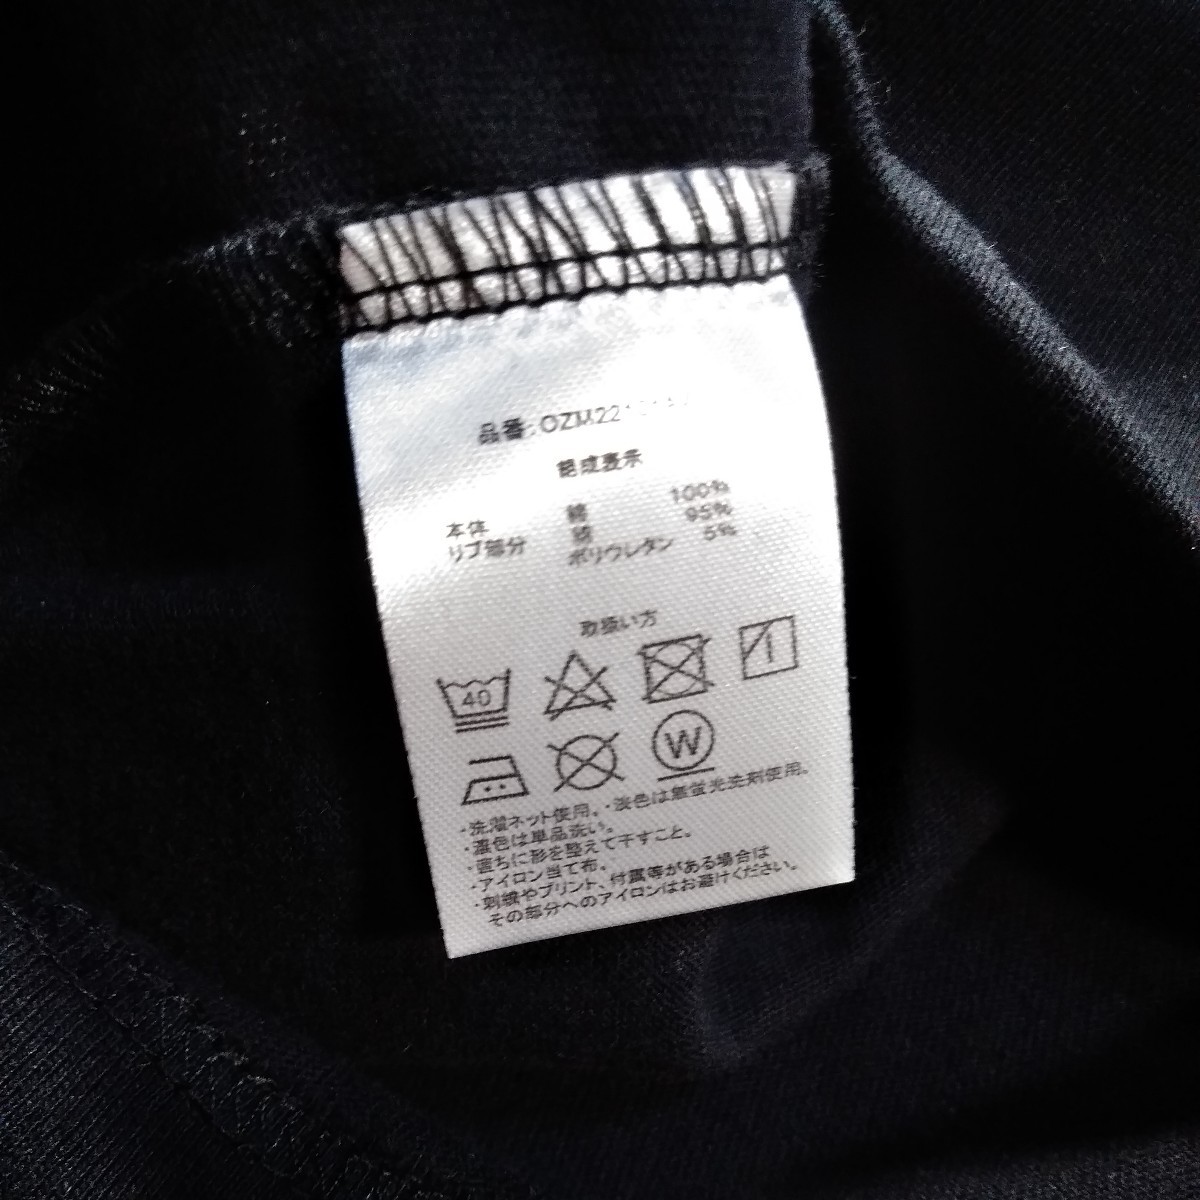 品番:OZM221
組成表示
本体 綿 100%
リブ部分 綿 95%
ポリウレタン 5%
取扱い方
40
W
・洗濯ネット使用。・淡色は無蛍光洗剤使用。
・濃色は単品洗い。
・直ちに形を整えて干すこと。
・アイロン当て布。
・刺繍やプリント、付属等がある場合は
その部分へのアイロンはお避けください。